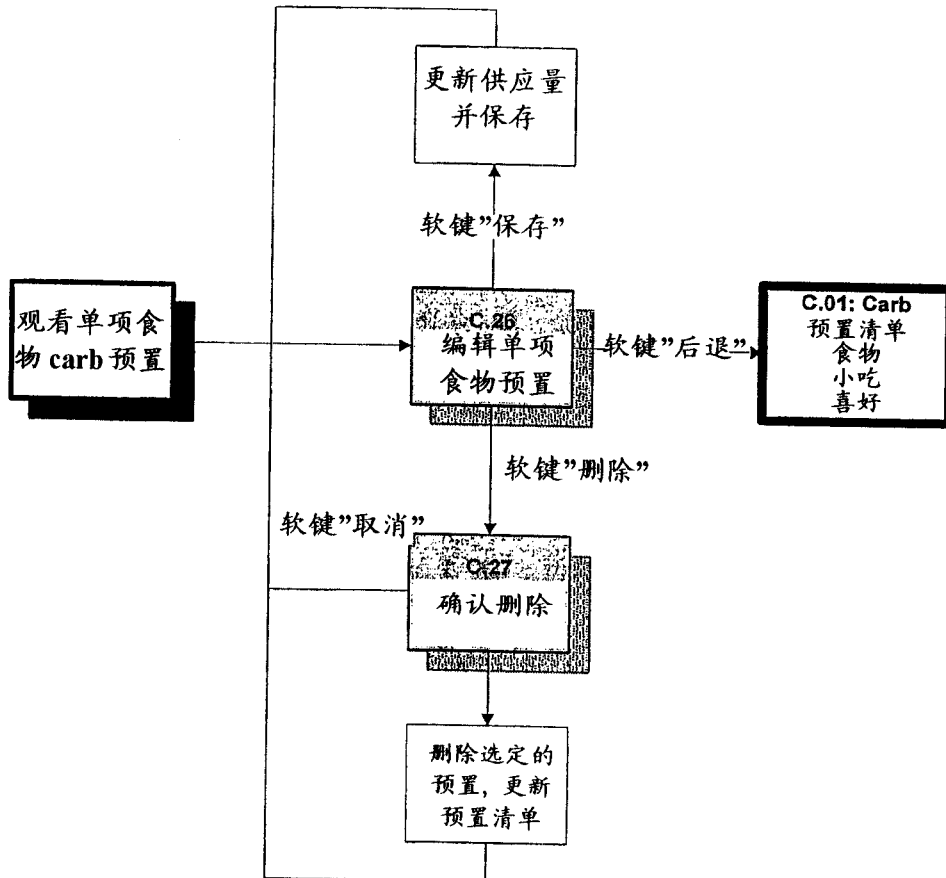 更新供应量
并保存
软键”保存”
观看单项食
物 carb 预置
C.26
编辑单项
食物预置
软键”后退”
C.01: Carb
预置清单
食物
小吃
喜好
软键”删除”
软键”取消”
C.27
确认删除
删除选定的
预置, 更新
预置清单